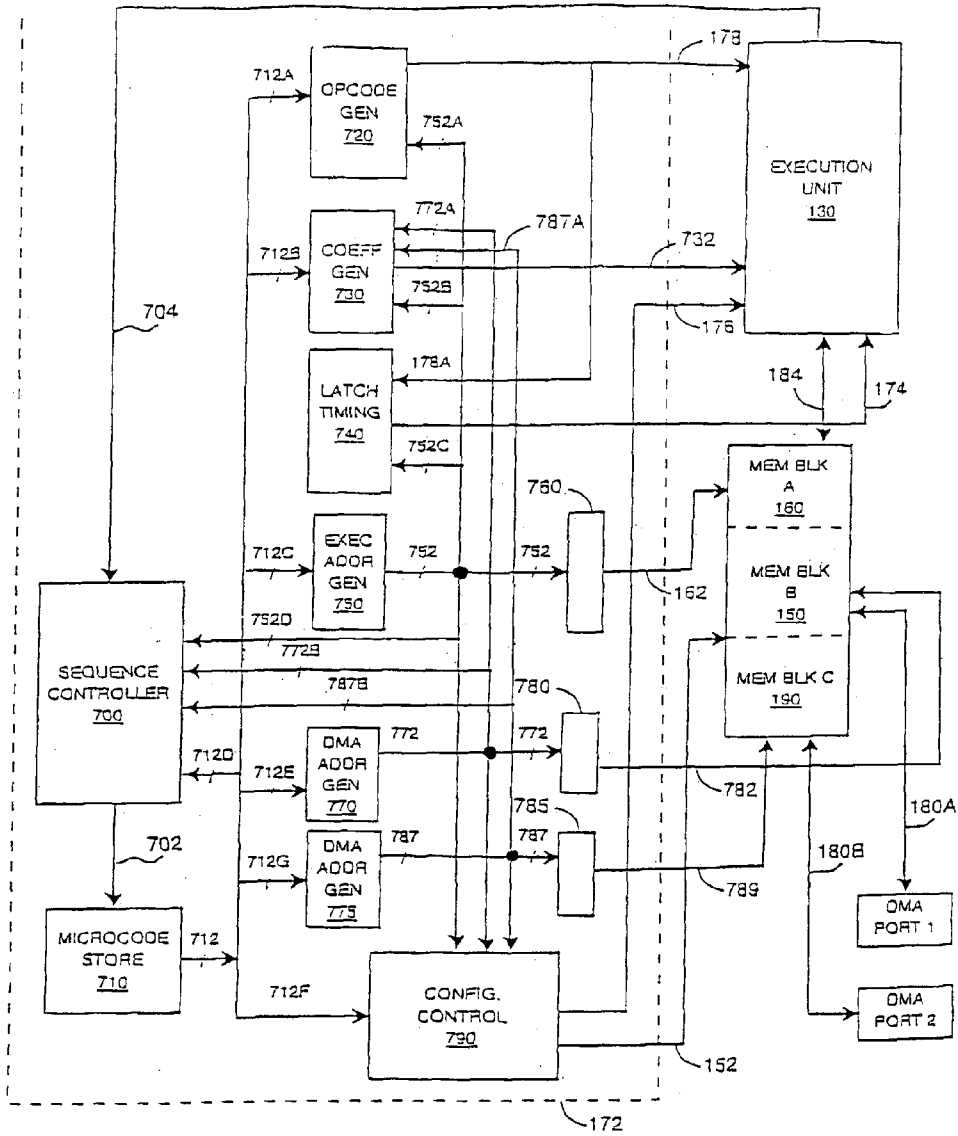 178
712A
OPCODE
GEN
720
752A
EXECUTION
UNIT
130
772A
787A
712B
COEFF
GEN
730
732
752B
176
704
178A
LATCH
TIMING
740
184
174
752C
MEM BLK
A
160
760
712C
EXEC
ADDR
GEN
750
752
752
162
MEM BLK
B
150
752D
772B
SEQUENCE
CONTROLLER
700
787B
780
MEM BLK C
190
712D
DMA
ADDR
GEN
770
772
772
712E
782
785
180A
702
712G
DMA
ADDR
GEN
775
787
787
180B
789
MICROCODE
STORE
710
712
DMA
PORT 1
712F
CONFIG.
CONTROL
790
DMA
PORT 2
152
172